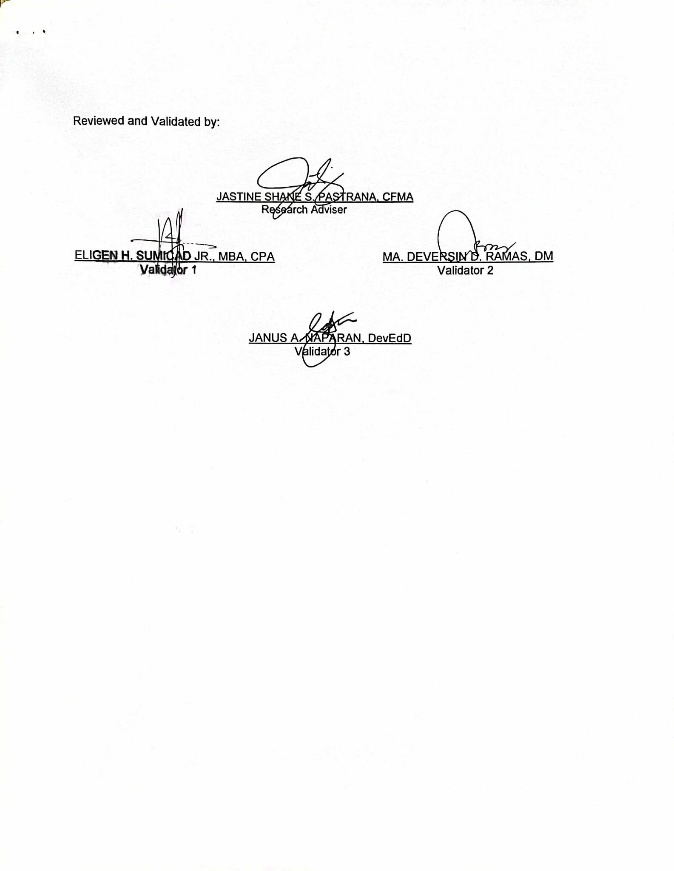 Reviewed and Validated by:
JASTINE SHANE S. PASTRANA, CFMA
Research Adviser
ELIGEN H. SUMICAD JR., MBA, CPA
Validator 1
MA. DEVERSIN D. RAMAS, DM
Validator 2
JANUS A. NAPARAN, DevEdD
Validator 3